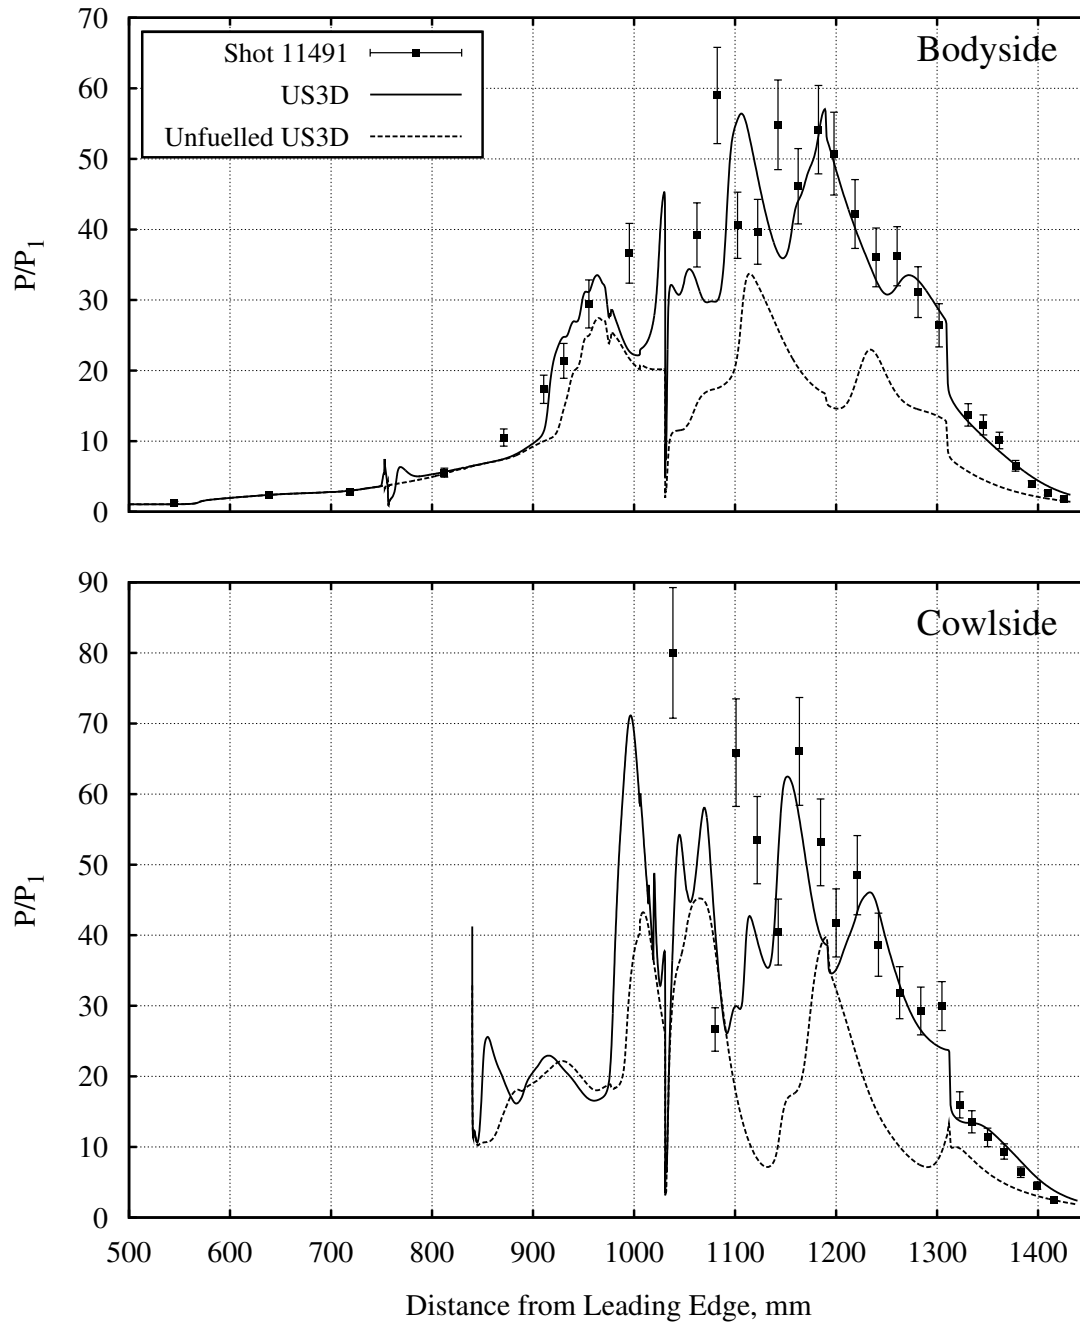 70
60
50
40
30
20
10
0
P/P1
Shot 11491
US3D
Unfuelled US3D
Bodyside
90
80
70
60
50
40
30
20
10
0
P/P1
Cowlside
500 600 700 800 900 1000 1100 1200 1300 1400
Distance from Leading Edge, mm